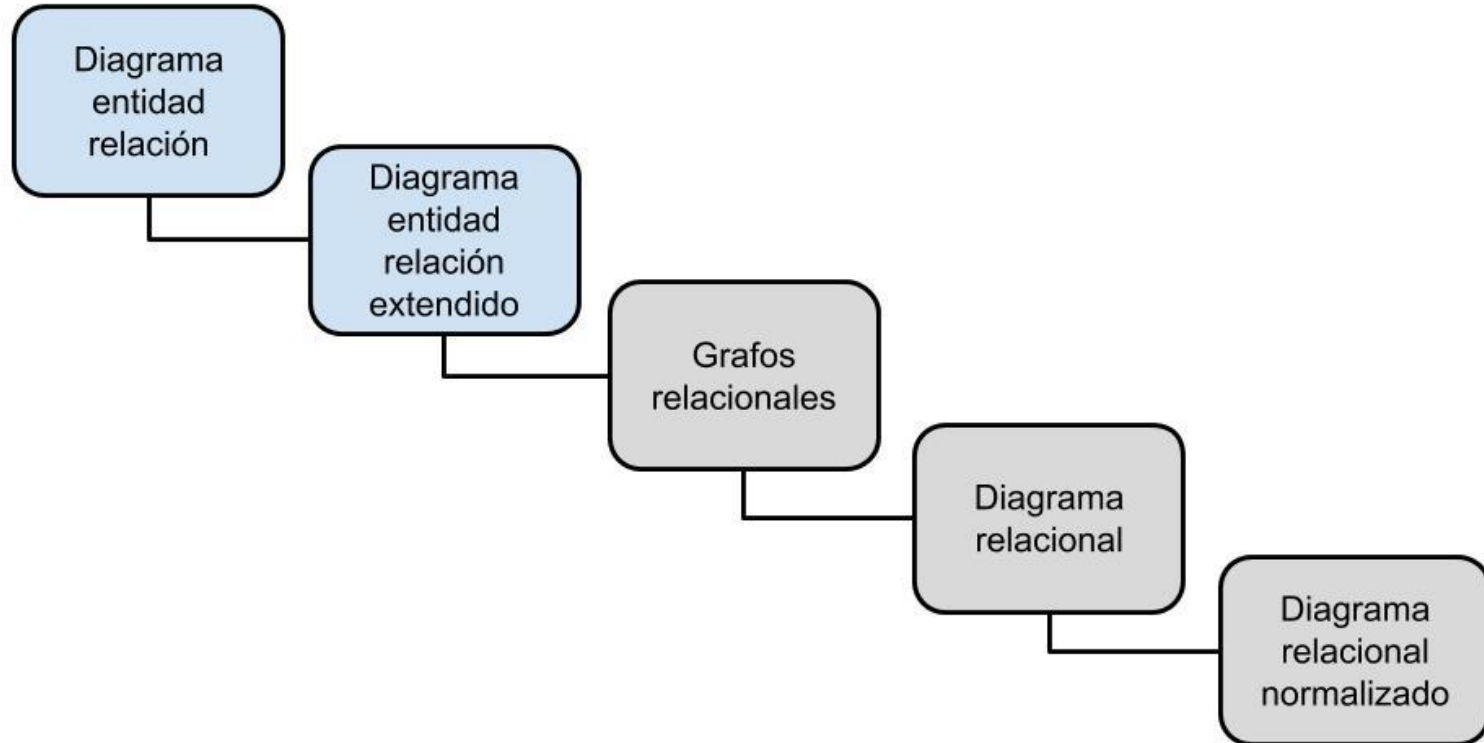 Diagrama
entidad
relación
Diagrama
entidad
relación
extendido
Grafos
relacionales
Diagrama
relacional
Diagrama
relacional
normalizado